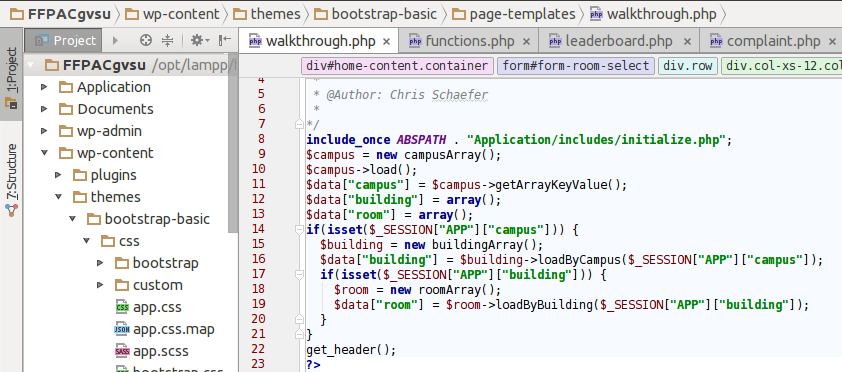 FFPACgvsu wp-content themes bootstrap-basic page-templates walkthrough.php
Project
walkthrough.php functions.php leaderboard.php complaint.php
div#home-content.container form#form-room-select div.row div.col-xs-12.col
1:Project
7:Structure
FFPACgvsu /opt/lampp/
Application
Documents
wp-admin
wp-content
plugins
themes
bootstrap-basic
css
bootstrap
custom
app.css
app.css.map
app.scss
bootstrap.css
4 *
5 * @Author: Chris Schaefer
6 *
7 */
8 include_once ABSPATH . "Application/includes/initialize.php";
9 $campus = new campusArray();
10 $campus->load();
11 $data["campus"] = $campus->getArrayKeyValue();
12 $data["building"] = array();
13 $data["room"] = array();
14 if(isset($_SESSION["APP"]["campus"])) {
15 $building = new buildingArray();
16 $data["building"] = $building->loadByCampus($_SESSION["APP"]["campus"]);
17 if(isset($_SESSION["APP"]["building"])) {
18 $room = new roomArray();
19 $data["room"] = $room->loadByBuilding($_SESSION["APP"]["building"]);
20 }
21 }
22 get_header();
23 ?>